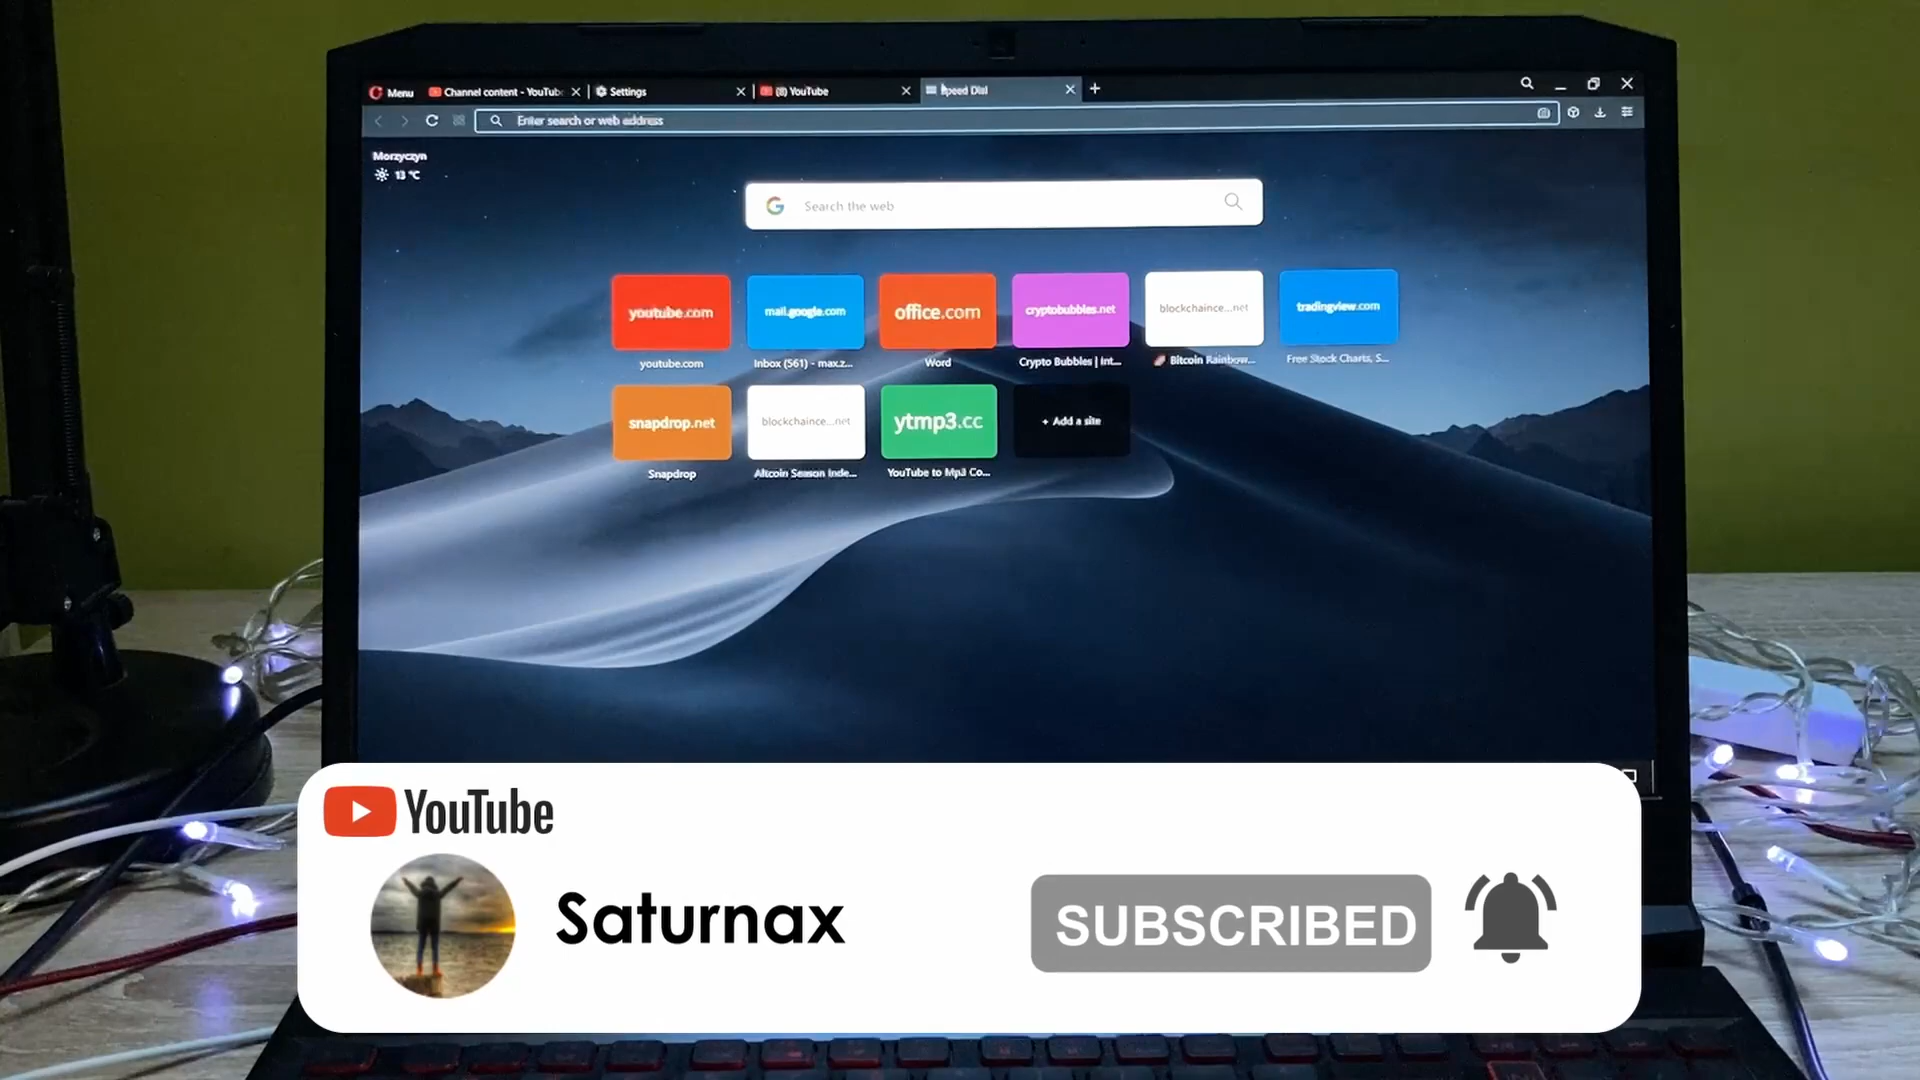 Menu
Channel content - YouTube
Settings
(8) YouTube
Speed Dial
Enter search or web address
Morzyczyn
13 °C
Search the web
youtube.com
mail.google.com
office.com
cryptobubbles.net
blockchaince...net
tradingview.com
youtube.com
Inbox (561) - max.z...
Word
Crypto Bubbles | Int...
Bitcoin Rainbow...
Free Stock Charts, S...
snapdrop.net
blockchaince...net
ytmp3.cc
+ Add a site
Snapdrop
Altcoin Season Inde...
YouTube to Mp3 Co...
YouTube
Saturnax
SUBSCRIBED